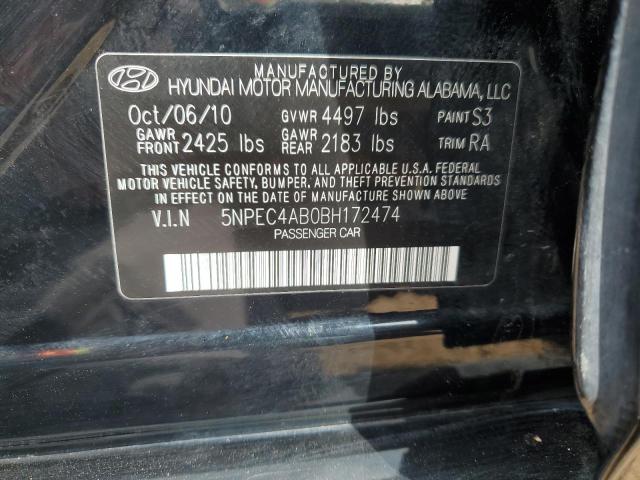 MANUFACTURED BY
HYUNDAI MOTOR MANUFACTURING ALABAMA, LLC
Oct/06/10 GVWR 4497 lbs PAINT S3
GAWR FRONT 2425 lbs GAWR REAR 2183 lbs TRIM RA
THIS VEHICLE CONFORMS TO ALL APPLICABLE U.S.A. FEDERAL
MOTOR VEHICLE SAFETY, BUMPER, AND THEFT PREVENTION STANDARDS
IN EFFECT ON THE DATE OF MANUFACTURE SHOWN ABOVE.
V.I.N 5NPEC4AB0BH172474
PASSENGER CAR